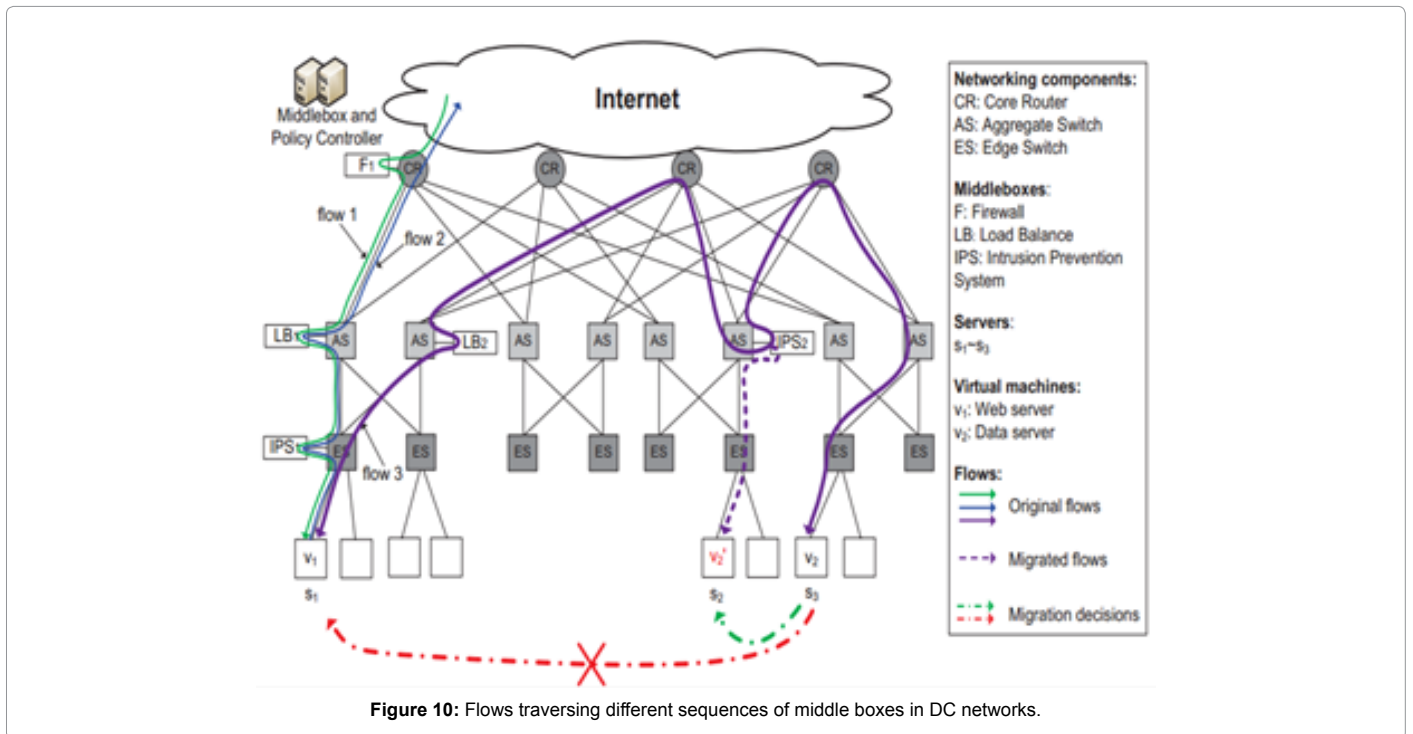 Internet
Middlebox and
Policy Controller
F₁
CR
CR
CR
CR
flow 1
flow 2
LB₁
AS
AS
LB₂
AS
AS
AS
AS
IPS₂
AS
AS
IPS
ES
ES
ES
ES
ES
ES
ES
ES
flow 3
v₁
v₂'
v₂
s₁
s₂
s₃
Networking components:
CR: Core Router
AS: Aggregate Switch
ES: Edge Switch
Middleboxes:
F: Firewall
LB: Load Balance
IPS: Intrusion Prevention
System
Servers:
s₁~s₃
Virtual machines:
v₁: Web server
v₂: Data server
Flows:
Original flows
Migrated flows
Migration decisions
Figure 10: Flows traversing different sequences of middle boxes in DC networks.